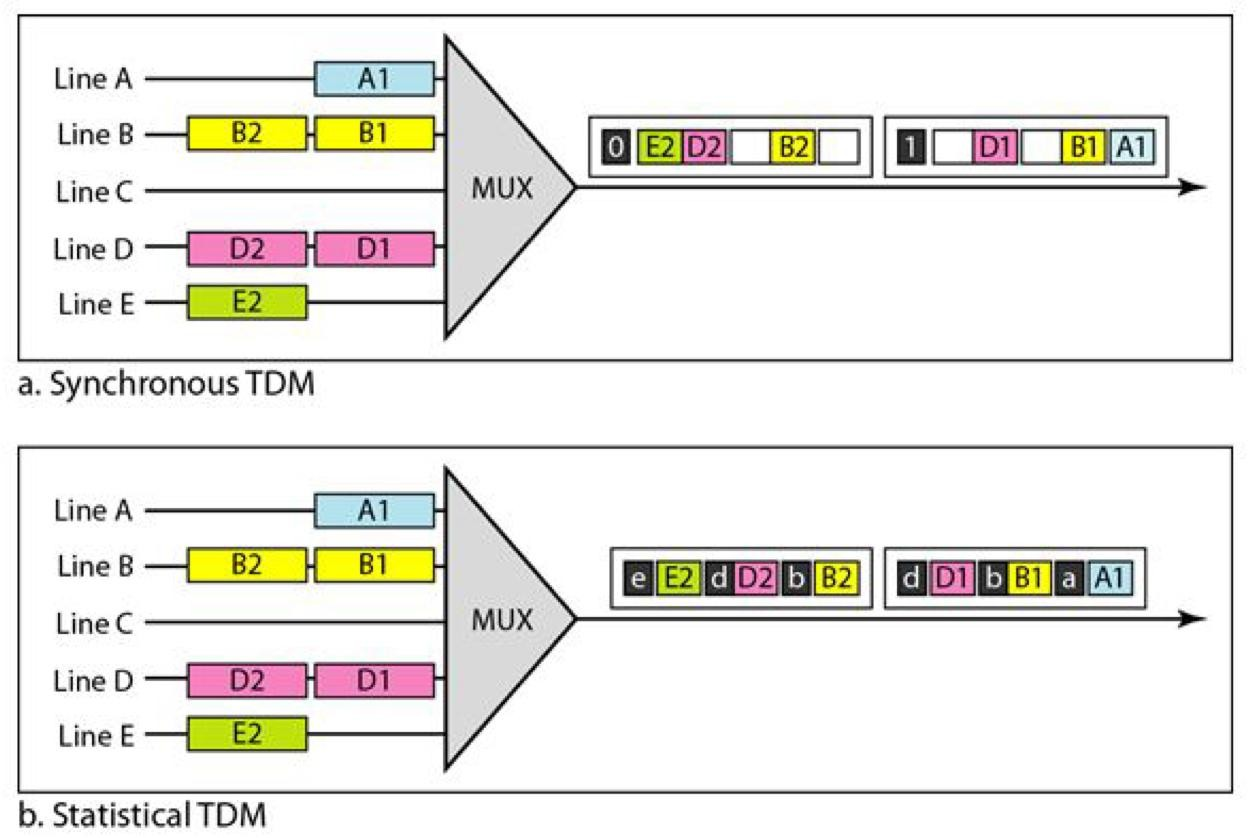 Line A A1
Line B B2 B1
Line C
Line D D2 D1
Line E E2
MUX
0 E2 D2 B2 1 D1 B1 A1
a. Synchronous TDM
Line A A1
Line B B2 B1
Line C
Line D D2 D1
Line E E2
MUX
e E2 d D2 b B2 d D1 b B1 a A1
b. Statistical TDM